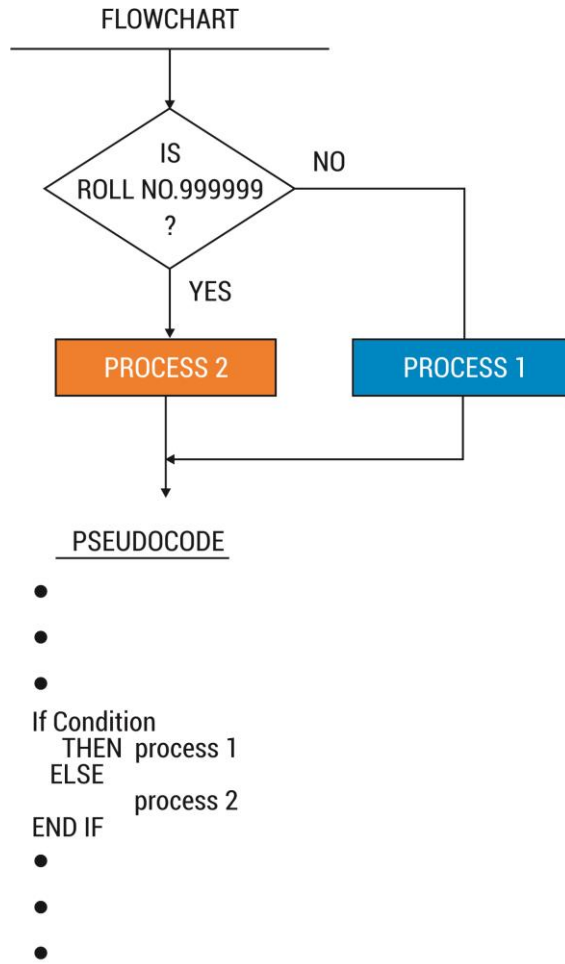 FLOWCHART
IS
ROLL NO.999999
?
NO
YES
PROCESS 2
PROCESS 1
PSEUDOCODE
If Condition
THEN process 1
ELSE
process 2
END IF